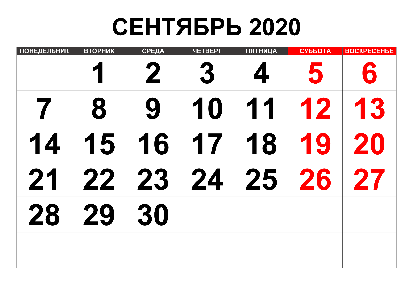 СЕНТЯБРЬ 2020
ПОНЕДЕЛЬНИК ВТОРНИК СРЕДА ЧЕТВЕРГ ПЯТНИЦА СУББОТА ВОСКРЕСЕНЬЕ
1 2 3 4 5 6
7 8 9 10 11 12 13
14 15 16 17 18 19 20
21 22 23 24 25 26 27
28 29 30